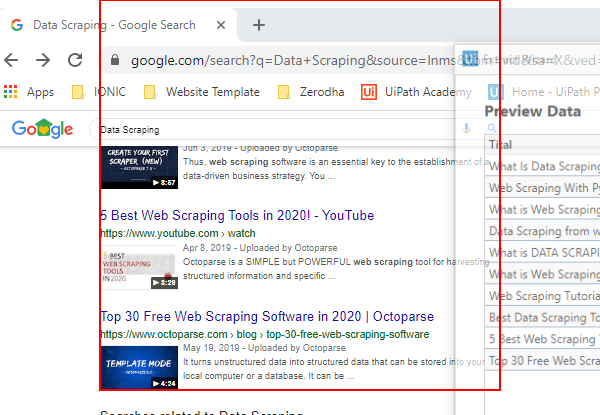 Data Scraping - Google Search
google.com/search?q=Data+Scraping&source=lnms&
Apps
IONIC
Website Template
Zerodha
UiPath Academy
Home - UiPath P
Google
Data Scraping
CREATE YOUR FIRST
SCRAPER (NEW)
3:57
Jun 3, 2019 - Uploaded by Octoparse
Thus, web scraping software is an essential key to the establishment of a
data-driven business strategy. You ...
5 Best Web Scraping Tools in 2020! - YouTube
https://www.youtube.com › watch
5 BEST
WEB SCRAPING
TOOLS
IN 2020
3:28
Apr 8, 2019 - Uploaded by Octoparse
Octoparse is a SIMPLE but POWERFUL web scraping tool for harvesting
structured information and specific ...
Top 30 Free Web Scraping Software in 2020 | Octoparse
https://www.octoparse.com › blog › top-30-free-web-scraping-software
TEMPLATE MODE
4:24
May 19, 2019 - Uploaded by Octoparse
It turns unstructured data into structured data that can be stored into your
local computer or a database. It can be ...
Searches related to Data Scraping
Preview Data
Tital
What Is Data Scraping
Web Scraping With Py
What is Web Scraping
Data Scraping from w
What is DATA SCRAPI
What is Web Scraping
Web Scraping Tutoria
Best Data Scraping To
5 Best Web Scraping
Top 30 Free Web Scra